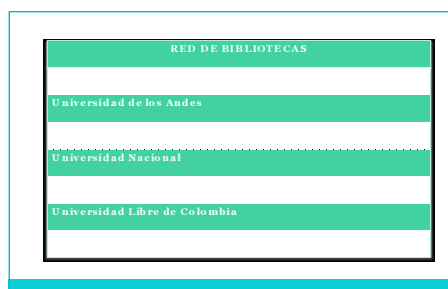 RED DE BIBLIOTECAS
Universidad de los Andes
Universidad Nacional
Universidad Libre de Colombia